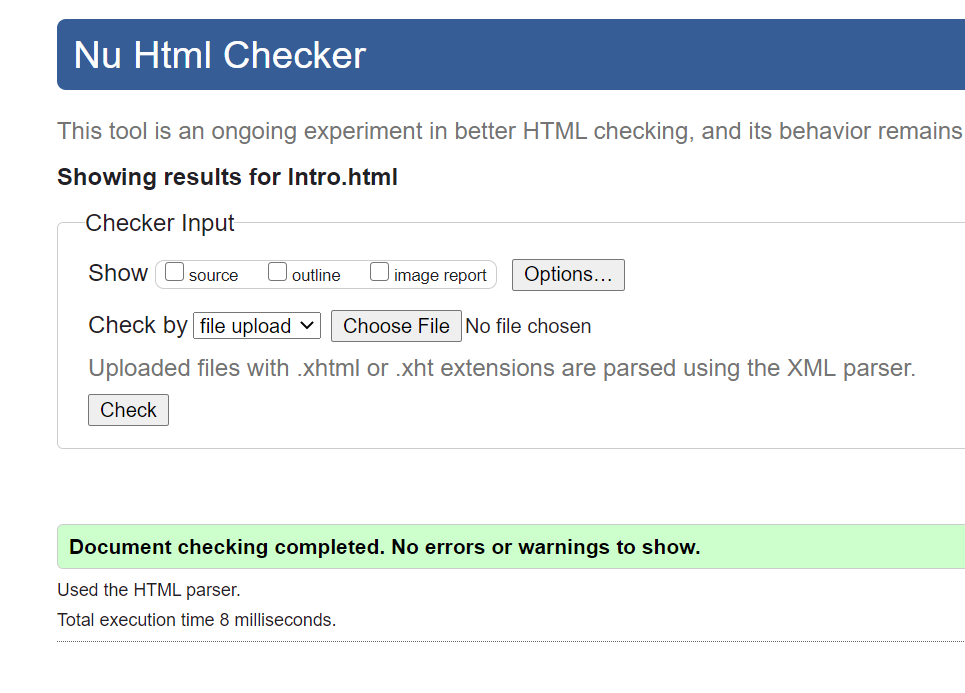 Nu Html Checker
This tool is an ongoing experiment in better HTML checking, and its behavior remains
Showing results for Intro.html
Checker Input
Show source outline image report Options...
Check by file upload Choose File No file chosen
Uploaded files with .xhtml or .xht extensions are parsed using the XML parser.
Check
Document checking completed. No errors or warnings to show.
Used the HTML parser.
Total execution time 8 milliseconds.